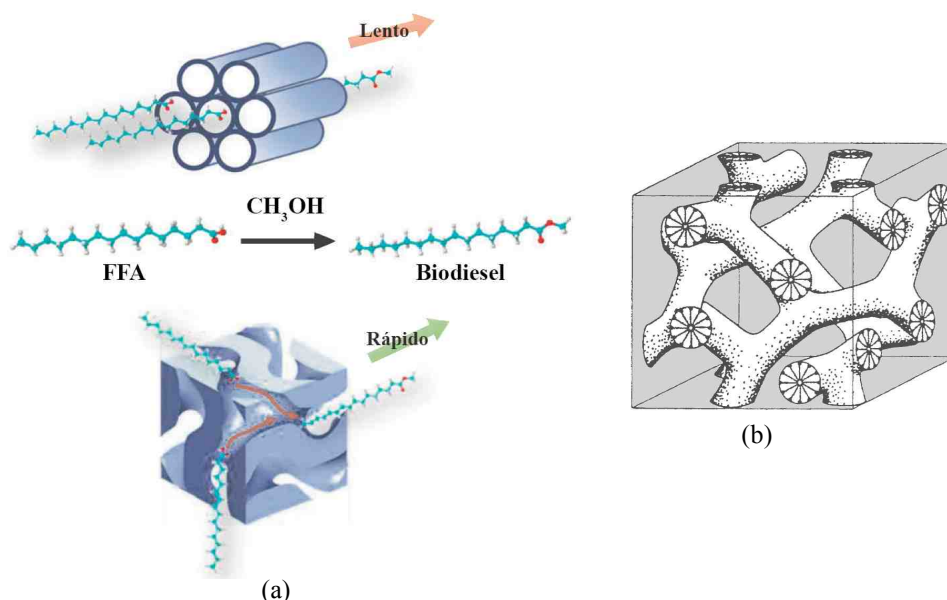 Lento
CH₃OH
FFA
Biodiesel
Rápido
(a)
(b)